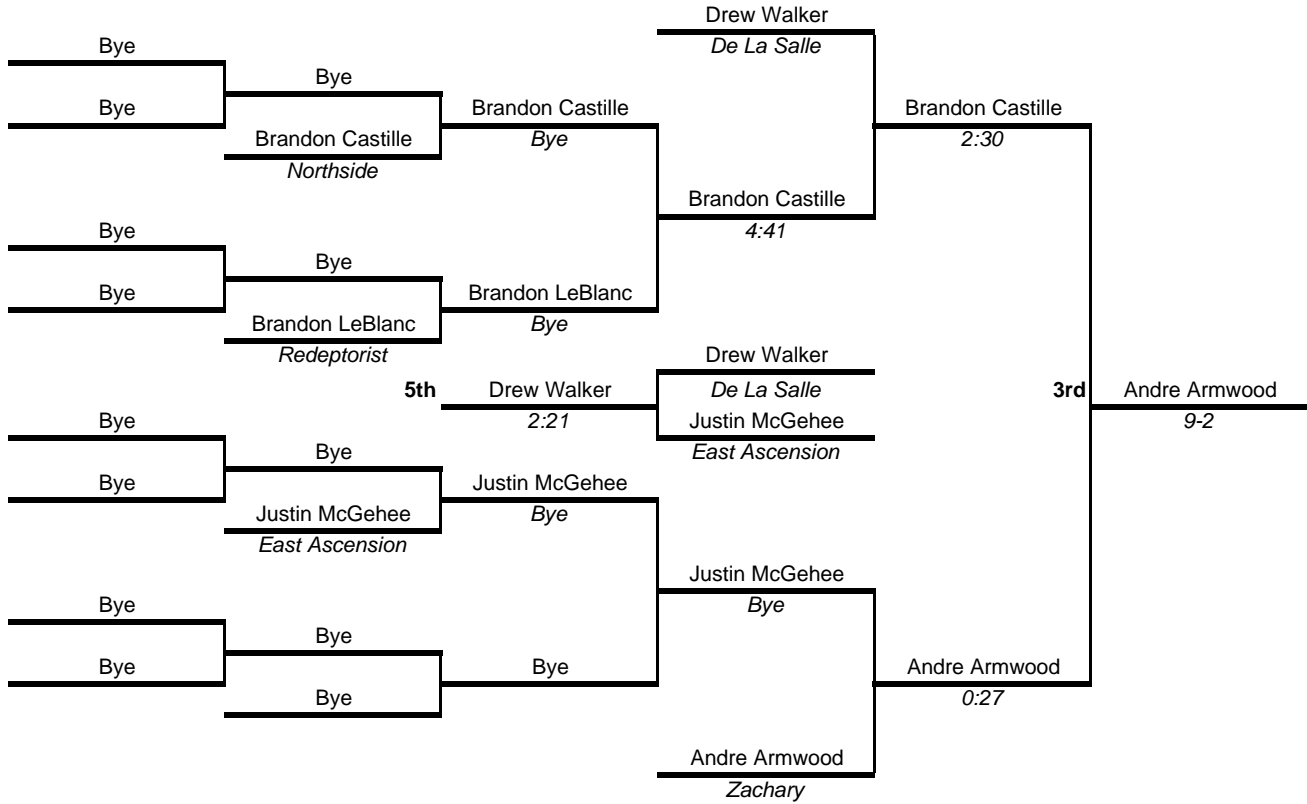 Drew Walker
De La Salle
Bye
Bye
Bye
Brandon Castille
Northside
Brandon Castille
Bye
Brandon Castille
2:30
Brandon Castille
4:41
Bye
Bye
Bye
Brandon LeBlanc
Redeptorist
Brandon LeBlanc
Bye
Drew Walker
De La Salle
5th
Drew Walker
2:21
Justin McGehee
East Ascension
3rd
Andre Armwood
9-2
Bye
Bye
Bye
Justin McGehee
East Ascension
Justin McGehee
Bye
Justin McGehee
Bye
Bye
Bye
Bye
Bye
Bye
Andre Armwood
0:27
Andre Armwood
Zachary